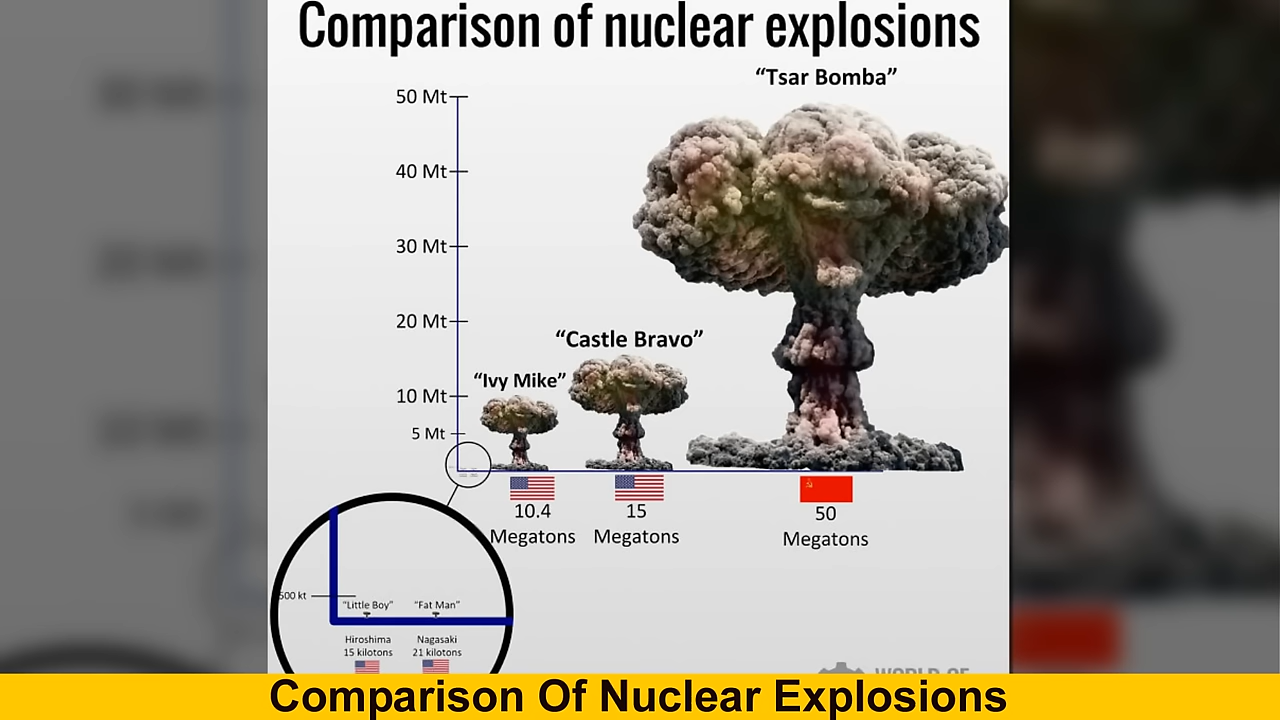 Comparison of nuclear explosions
“Tsar Bomba”
50 Mt
40 Mt
30 Mt
20 Mt
“Castle Bravo”
“Ivy Mike”
10 Mt
5 Mt
10.4
Megatons
15
Megatons
50
Megatons
500 kt
“Little Boy”
“Fat Man”
Hiroshima
15 kilotons
Nagasaki
21 kilotons
WORLD OF
Comparison Of Nuclear Explosions